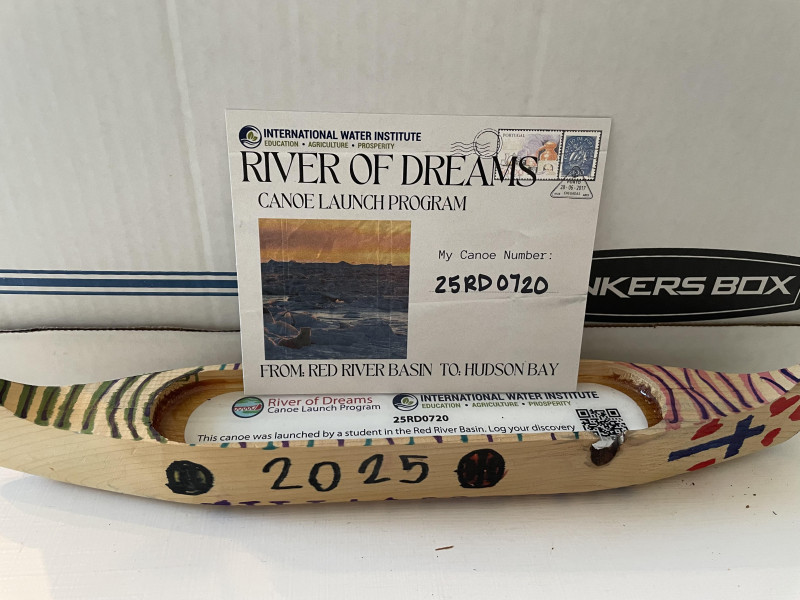 INTERNATIONAL WATER INSTITUTE
EDUCATION • AGRICULTURE • PROSPERITY
PORTUGAL
RIVER OF DREAMS
CANOE LAUNCH PROGRAM
My Canoe Number:
25RD0720
NKERS BOX
FROM: RED RIVER BASIN TO: HUDSON BAY
River of Dreams
Canoe Launch Program
INTERNATIONAL WATER INSTITUTE
EDUCATION • AGRICULTURE • PROSPERITY
25RD0720
This canoe was launched by a student in the Red River Basin. Log your discovery
2025